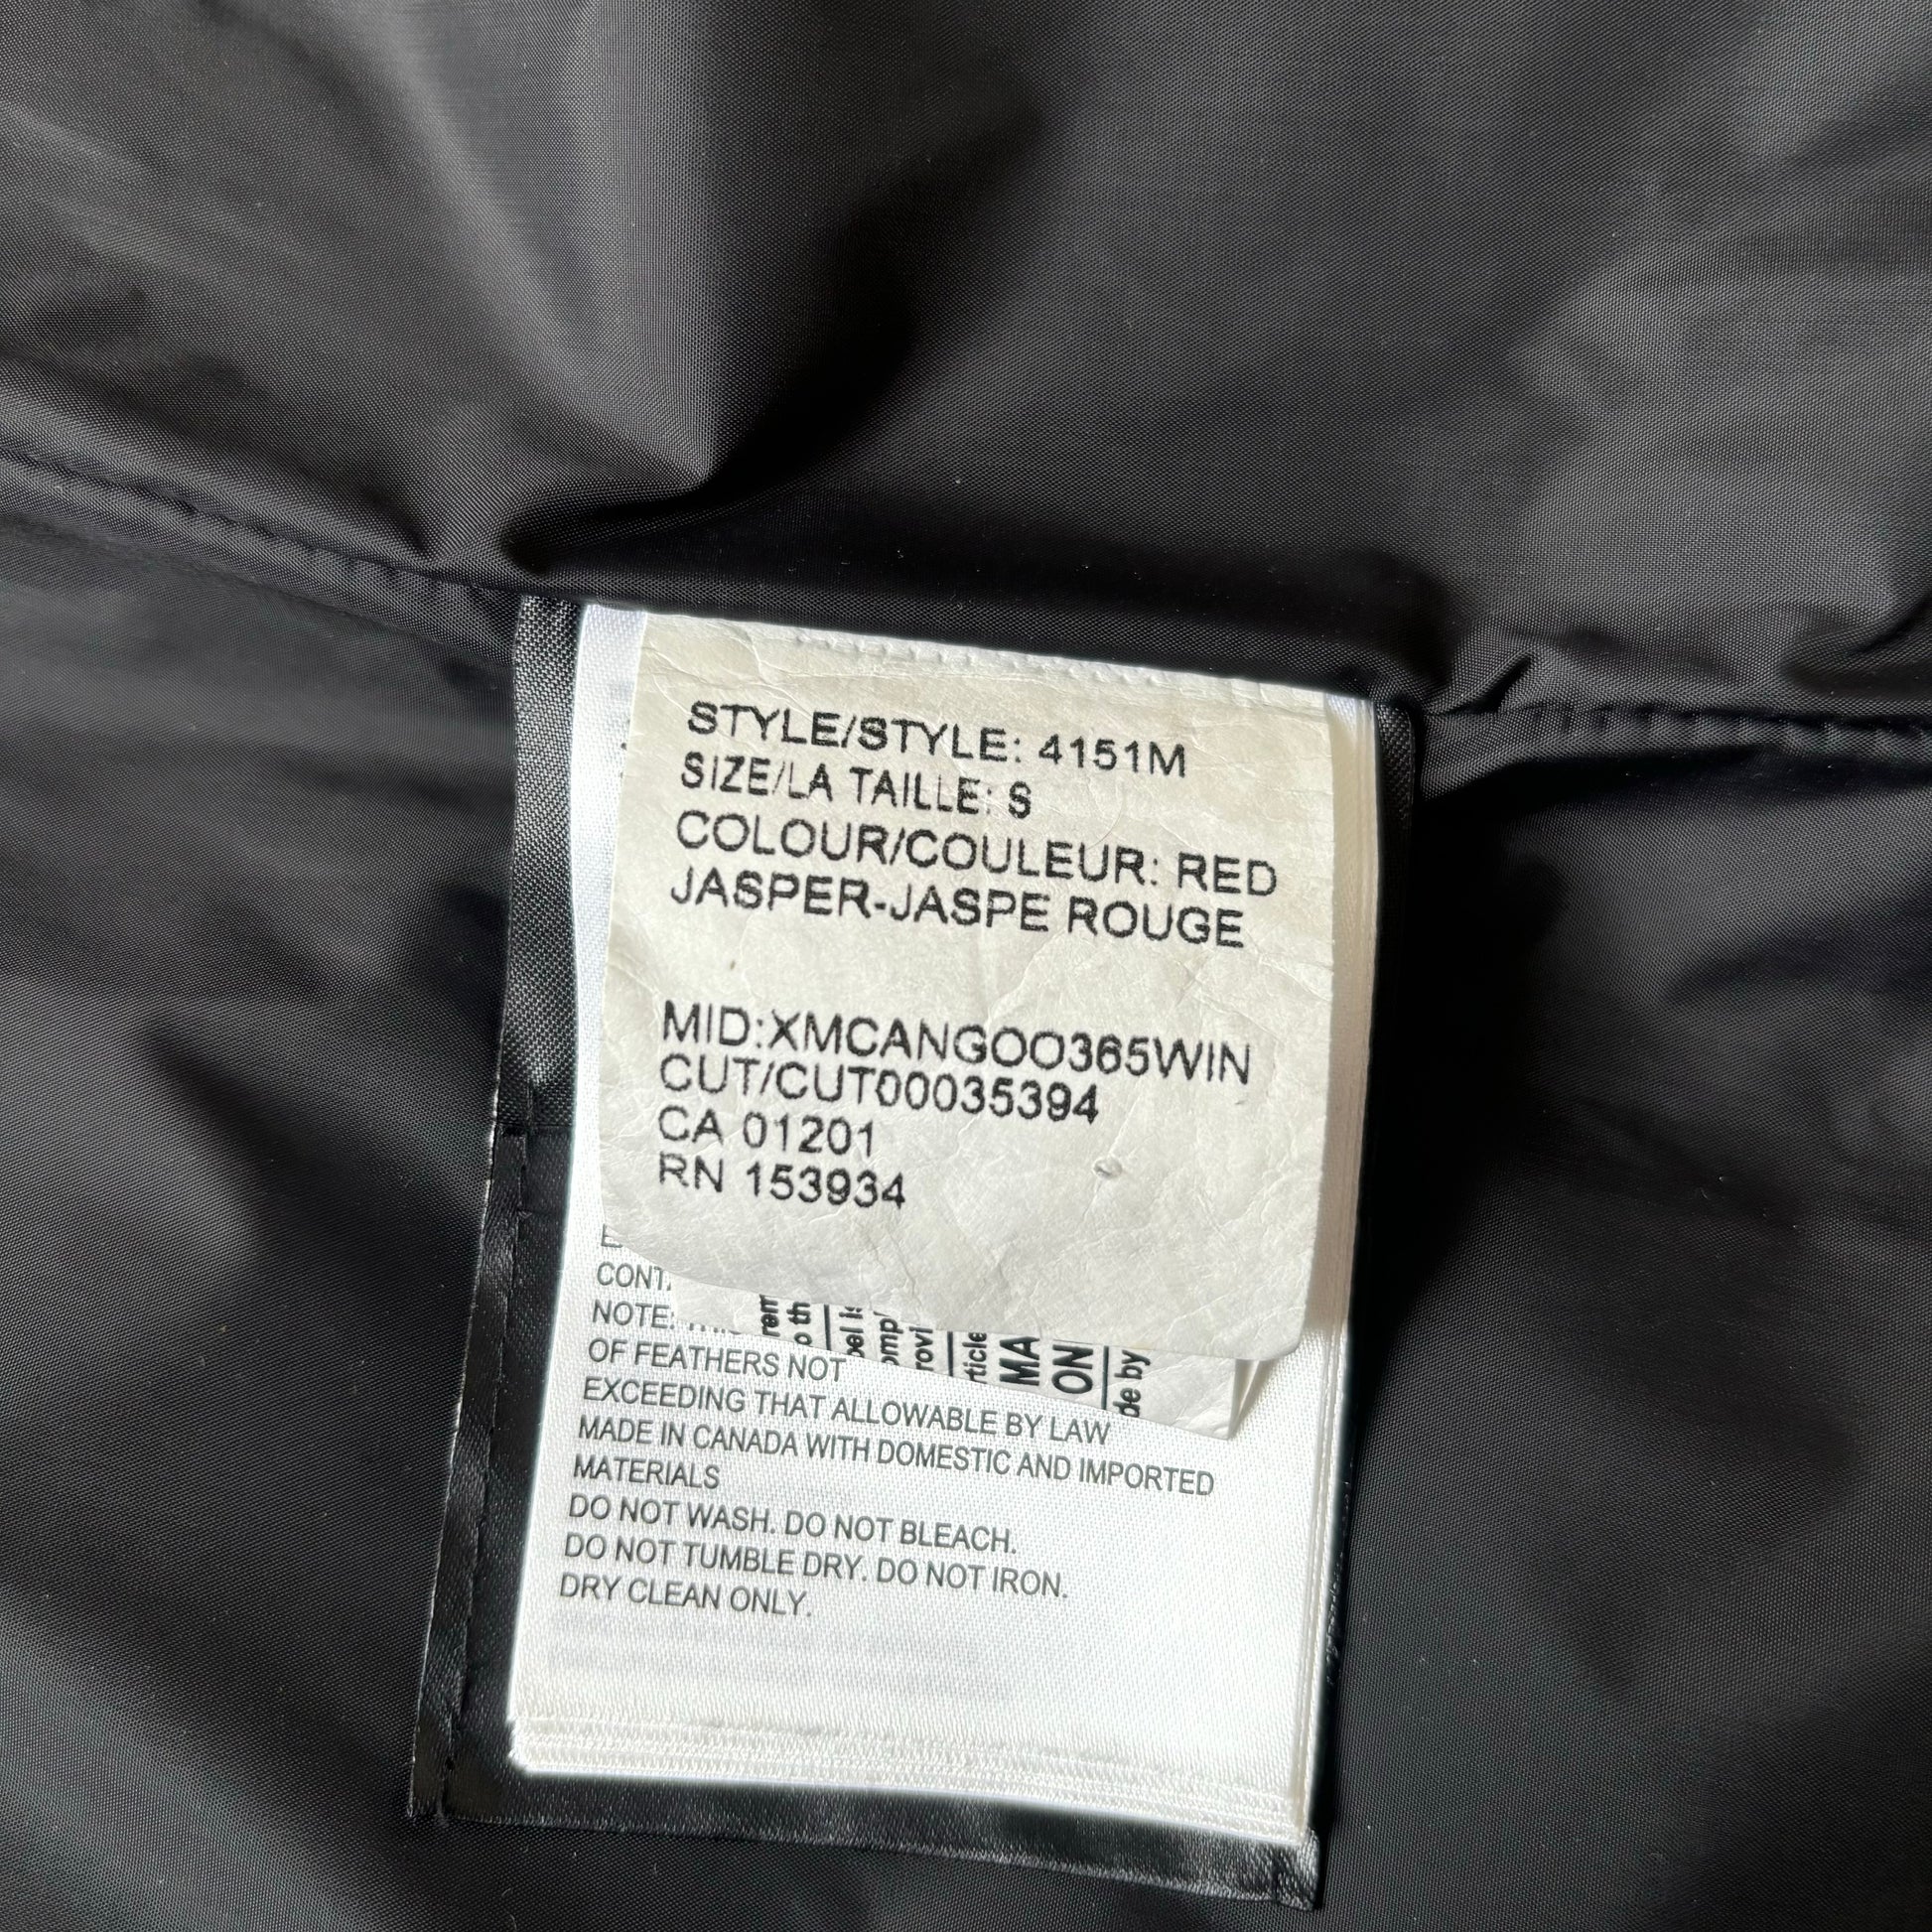 STYLE/STYLE: 4151M
SIZE/LA TAILLE: S
COLOUR/COULEUR: RED
JASPER-JASPE ROUGE
MID:XMCANGOO365WIN
CUT/CUT00035394
CA 01201
RN 153934
NOTE:
OF FEATHERS NOT
EXCEEDING THAT ALLOWABLE BY LAW
MADE IN CANADA WITH DOMESTIC AND IMPORTED
MATERIALS
DO NOT WASH. DO NOT BLEACH.
DO NOT TUMBLE DRY. DO NOT IRON.
DRY CLEAN ONLY.